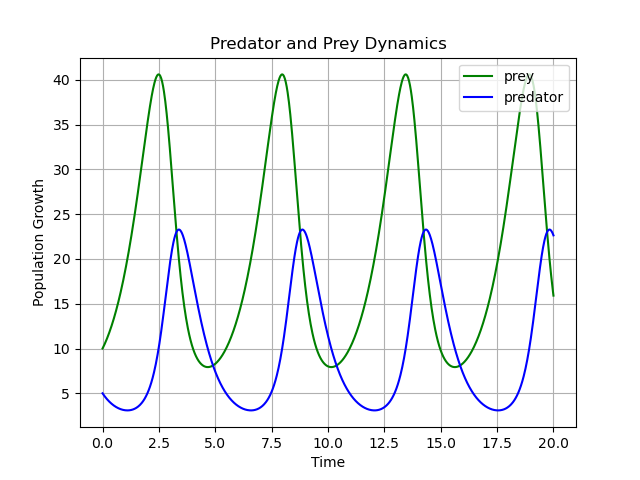 Predator and Prey Dynamics
prey
predator
Population Growth
40
35
30
25
20
15
10
5
0.0 2.5 5.0 7.5 10.0 12.5 15.0 17.5 20.0
Time